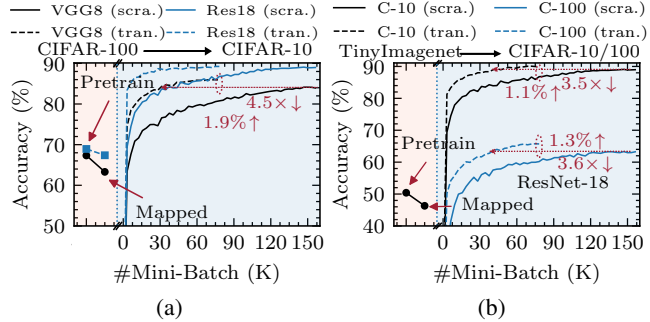 VGG8 (scra.) Res18 (scra.)
VGG8 (tran.) Res18 (tran.)
CIFAR-100 CIFAR-10
Accuracy (%)
90
80
70
60
50
Pretrain
4.5×↓
1.9%↑
Mapped
0 30 60 90 120 150
#Mini-Batch (K)
(a)
C-10 (scra.) C-100 (scra.)
C-10 (tran.) C-100 (tran.)
TinyImagenet CIFAR-10/100
Accuracy (%)
90
80
70
60
50
40
1.1%↑ 3.5×↓
Pretrain
1.3%↑
3.6×↓
ResNet-18
Mapped
0 30 60 90 120 150
#Mini-Batch (K)
(b)